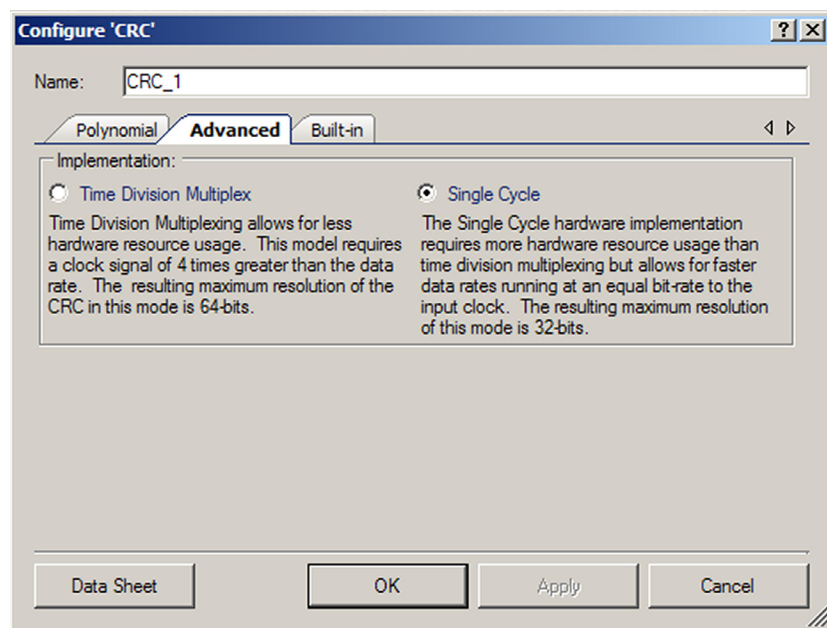 Configure 'CRC'
Name: CRC_1
Polynomial Advanced Built-in
Implementation:
Time Division Multiplex
Time Division Multiplexing allows for less
hardware resource usage. This model requires
a clock signal of 4 times greater than the data
rate. The resulting maximum resolution of the
CRC in this mode is 64-bits.
Single Cycle
The Single Cycle hardware implementation
requires more hardware resource usage than
time division multiplexing but allows for faster
data rates running at an equal bit-rate to the
input clock. The resulting maximum resolution
of this mode is 32-bits.
Data Sheet OK Apply Cancel